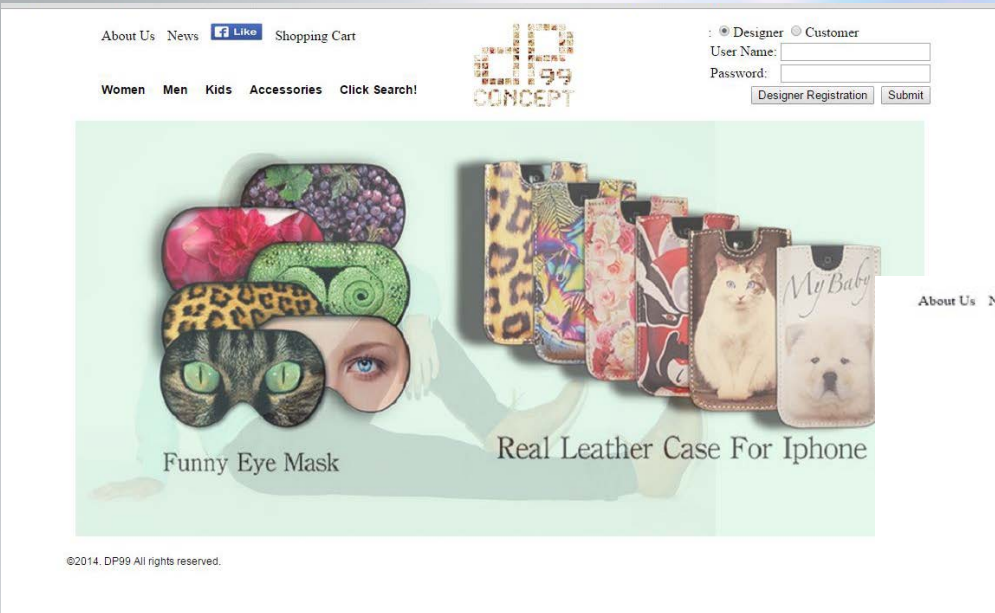 About Us News Like Shopping Cart
Women Men Kids Accessories Click Search!
dP
99
CONCEPT
: Designer Customer
User Name:
Password:
Designer Registration Submit
My Baby
Funny Eye Mask
Real Leather Case For Iphone
About Us N
©2014. DP99 All rights reserved.